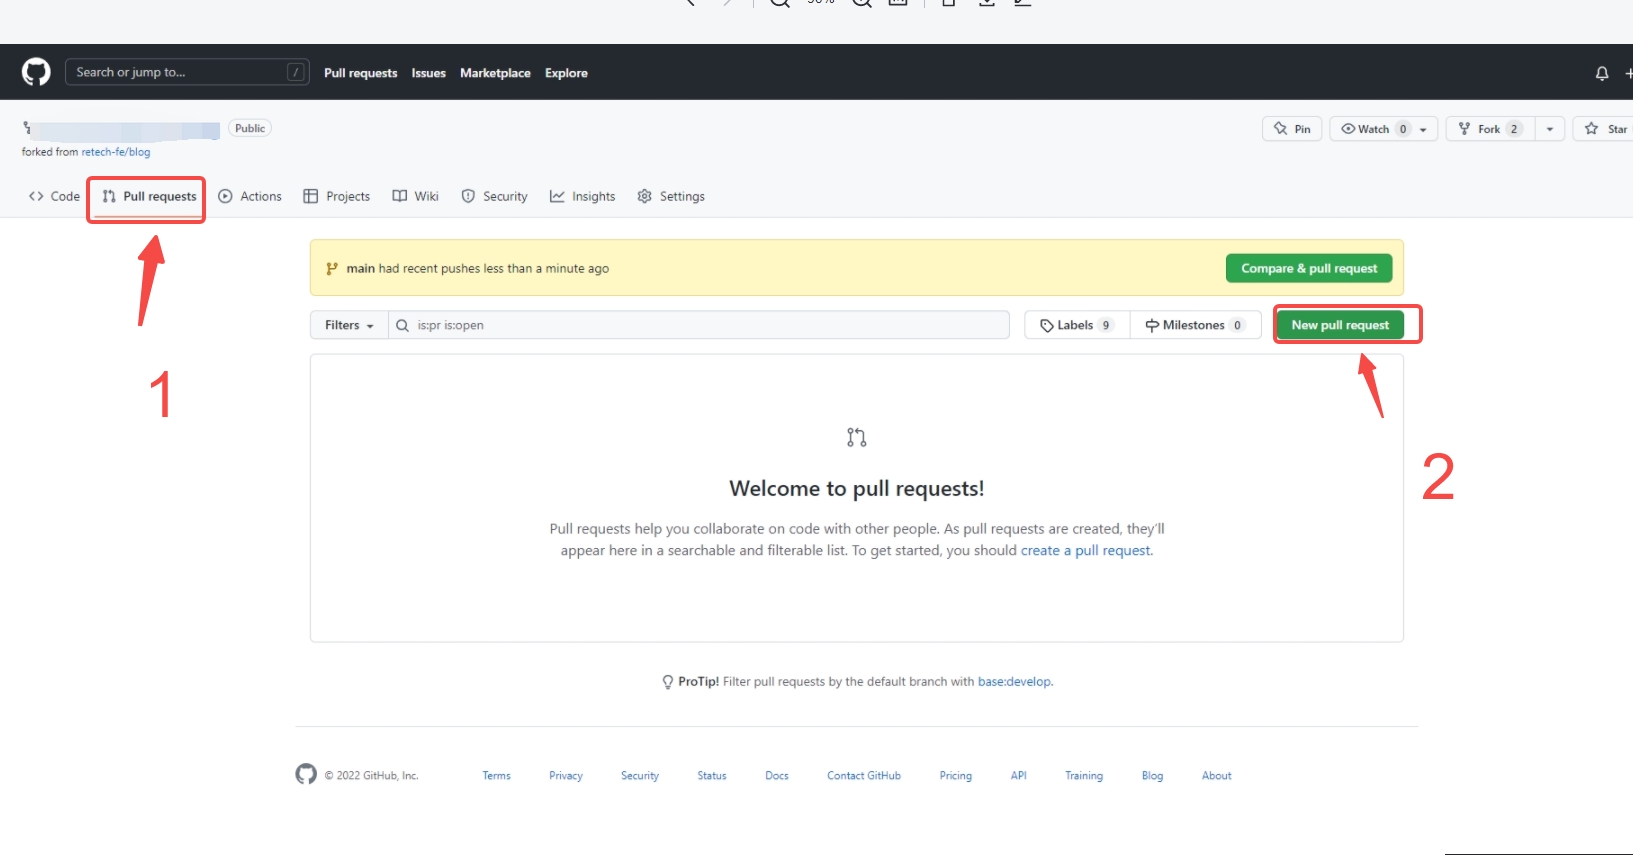 Search or jump to... /
Pull requests Issues Marketplace Explore
Public
forked from retech-fe/blog
Pin Watch 0 Fork 2 Star
Code Pull requests Actions Projects Wiki Security Insights Settings
main had recent pushes less than a minute ago
Compare & pull request
Filters is:pr is:open Labels 9 Milestones 0 New pull request
1
2
Welcome to pull requests!
Pull requests help you collaborate on code with other people. As pull requests are created, they'll
appear here in a searchable and filterable list. To get started, you should create a pull request.
ProTip! Filter pull requests by the default branch with base:develop.
© 2022 GitHub, Inc. Terms Privacy Security Status Docs Contact GitHub Pricing API Training Blog About